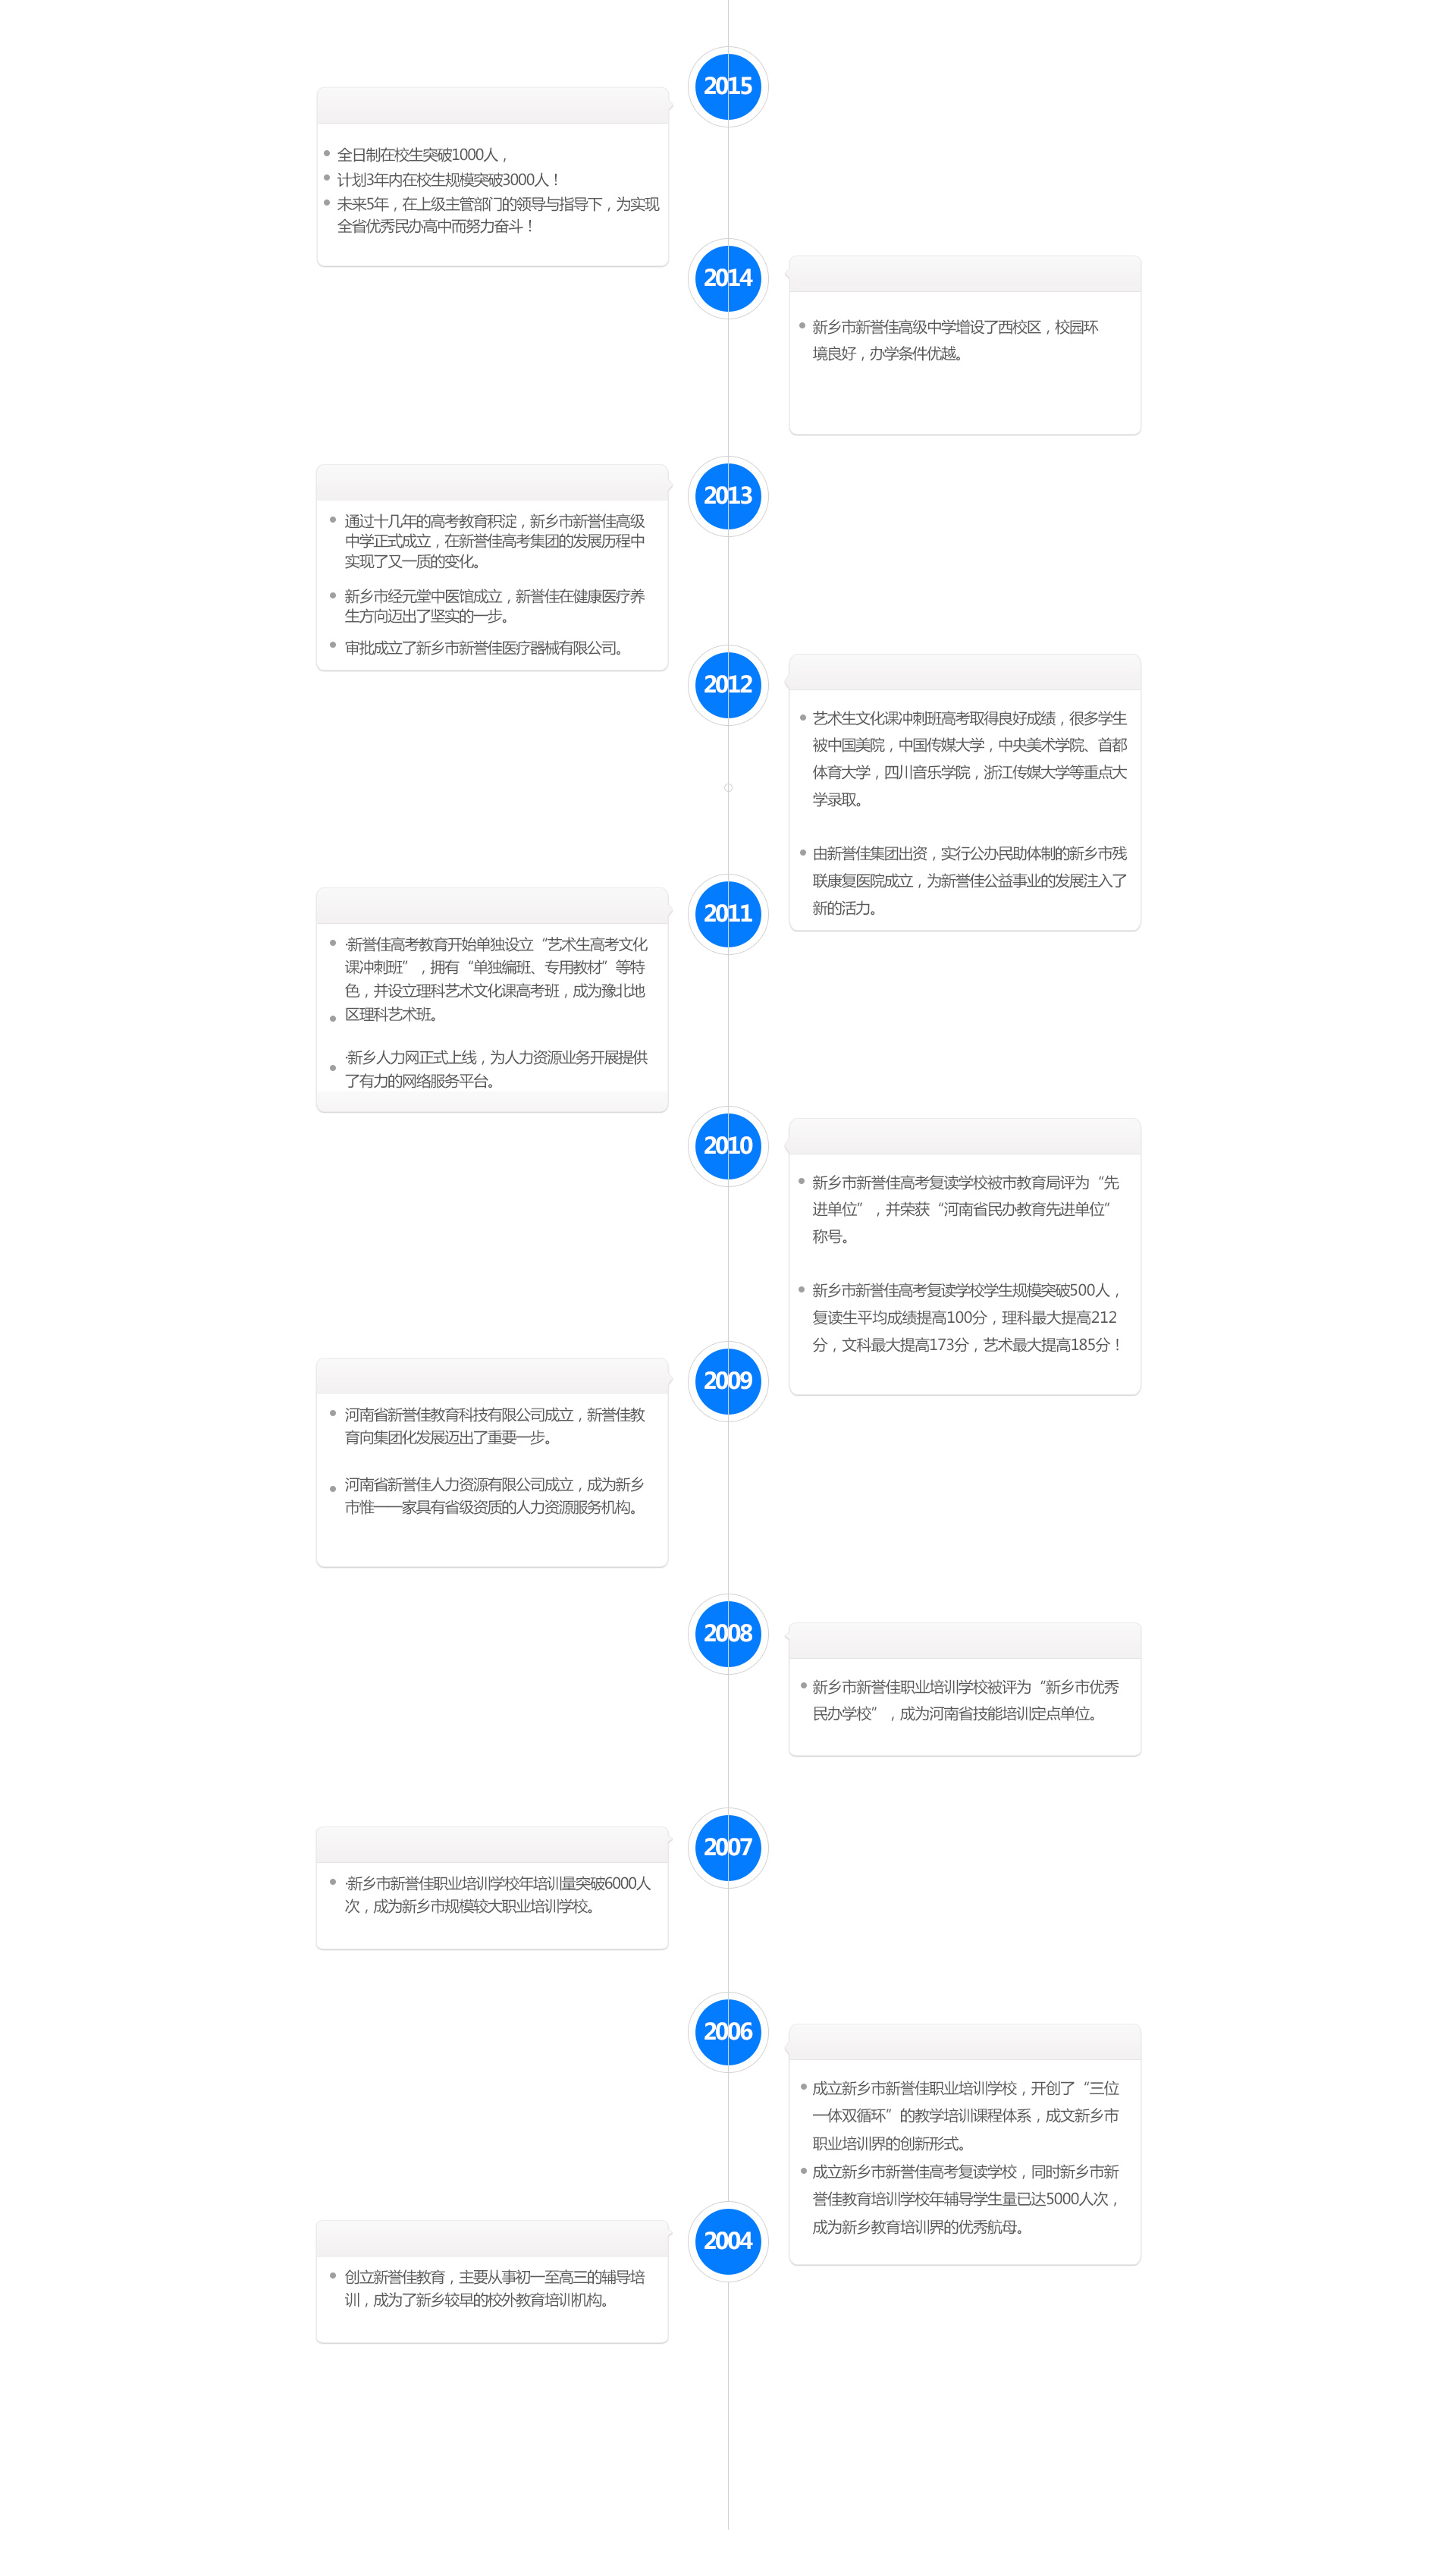 2015
全日制在校生突破1000人，
计划3年内在校生规模突破3000人！
未来5年，在上级主管部门的领导与指导下，为实现
全省优秀民办高中而努力奋斗！
2014
新乡市新誉佳高级中学增设了西校区，校园环
境良好，办学条件优越。
2013
通过十几年的高考教育积淀，新乡市新誉佳高级
中学正式成立，在新誉佳高考集团的发展历程中
实现了又一质的变化。
新乡市经元堂中医馆成立，新誉佳在健康医疗养
生方向迈出了坚实的一步。
审批成立了新乡市新誉佳医疗器械有限公司。
2012
艺术生文化课冲刺班高考取得良好成绩，很多学生
被中国美院，中国传媒大学，中央美术学院、首都
体育大学，四川音乐学院，浙江传媒大学等重点大
学录取。
由新誉佳集团出资，实行公办民助体制的新乡市残
联康复医院成立，为新誉佳公益事业的发展注入了
新的活力。
2011
·新誉佳高考教育开始单独设立“艺术生高考文化
课冲刺班”，拥有“单独编班、专用教材”等特
色，并设立理科艺术文化课高考班，成为豫北地
区理科艺术班。
·新乡人力网正式上线，为人力资源业务开展提供
了有力的网络服务平台。
2010
新乡市新誉佳高考复读学校被市教育局评为“先
进单位”，并荣获“河南省民办教育先进单位”
称号。
新乡市新誉佳高考复读学校学生规模突破500人，
复读生平均成绩提高100分，理科最大提高212
分，文科最大提高173分，艺术最大提高185分！
2009
河南省新誉佳教育科技有限公司成立，新誉佳教
育向集团化发展迈出了重要一步。
河南省新誉佳人力资源有限公司成立，成为新乡
市惟一一家具有省级资质的人力资源服务机构。
2008
新乡市新誉佳职业培训学校被评为“新乡市优秀
民办学校”，成为河南省技能培训定点单位。
2007
·新乡市新誉佳职业培训学校年培训量突破6000人
次，成为新乡市规模较大职业培训学校。
2006
成立新乡市新誉佳职业培训学校，开创了“三位
一体双循环”的教学培训课程体系，成文新乡市
职业培训界的创新形式。
成立新乡市新誉佳高考复读学校，同时新乡市新
誉佳教育培训学校年辅导学生量已达5000人次，
成为新乡教育培训界的优秀航母。
2004
创立新誉佳教育，主要从事初一至高三的辅导培
训，成为了新乡较早的校外教育培训机构。